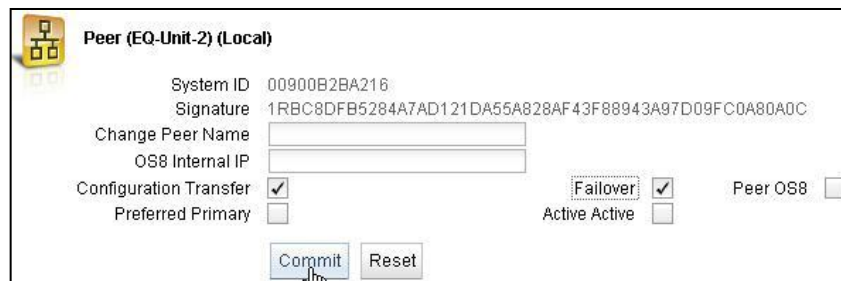 Peer (EQ-Unit-2) (Local)
System ID 00900B2BA216
Signature 1RBC8DFB5284A7AD121DA55A828AF43F88943A97D09FC0A80A0C
Change Peer Name
OS8 Internal IP
Configuration Transfer Failover Peer OS8
Preferred Primary Active Active
Commit Reset